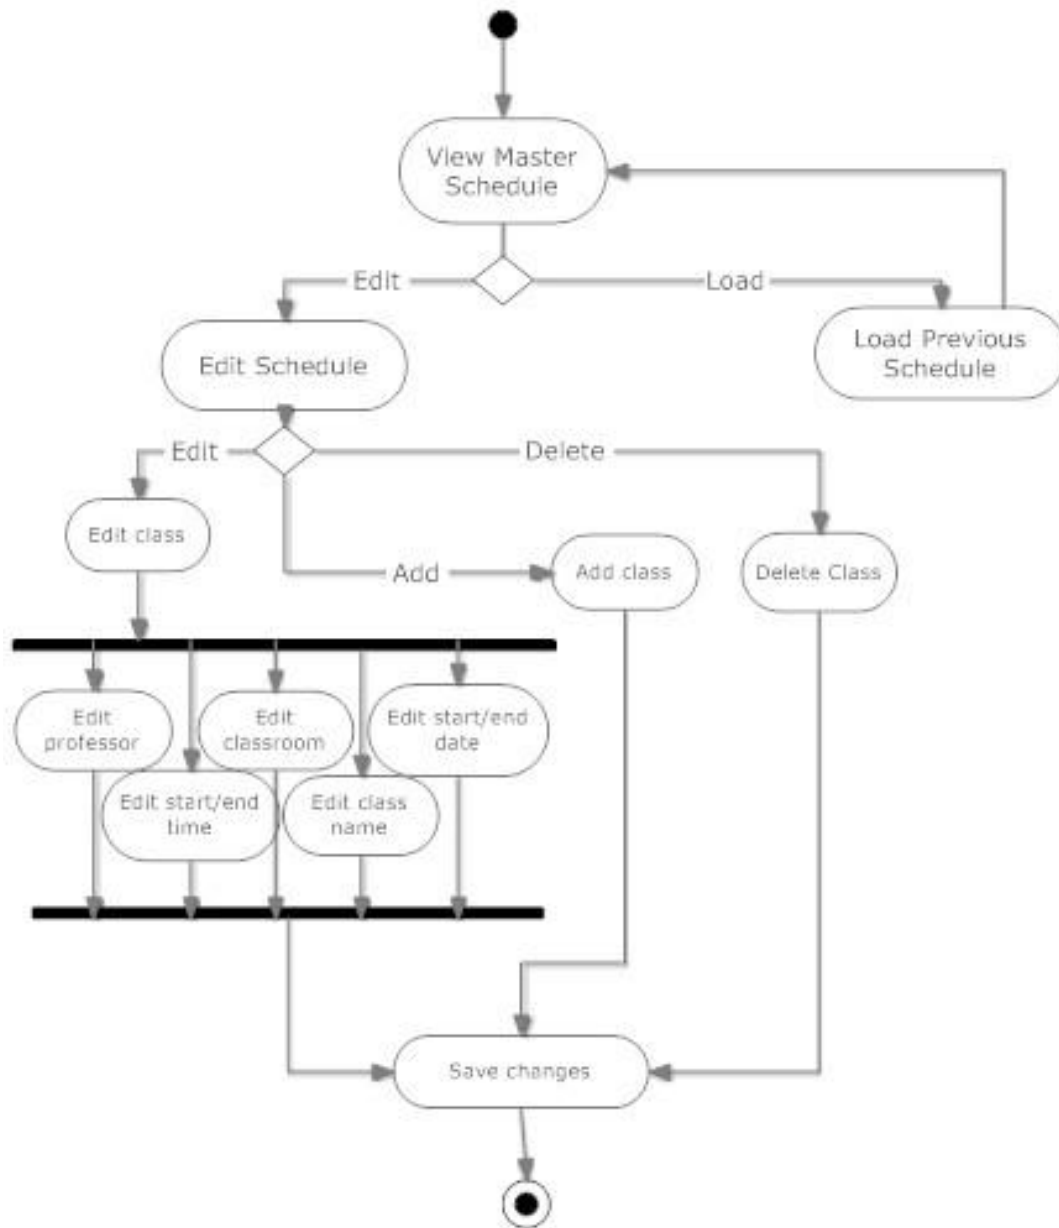 View Master
Schedule
Edit
Load
Load Previous
Schedule
Edit Schedule
Edit
Delete
Edit class
Add
Add class
Delete Class
Edit
professor
Edit
classroom
Edit start/end
date
Edit start/end
time
Edit class
name
Save changes